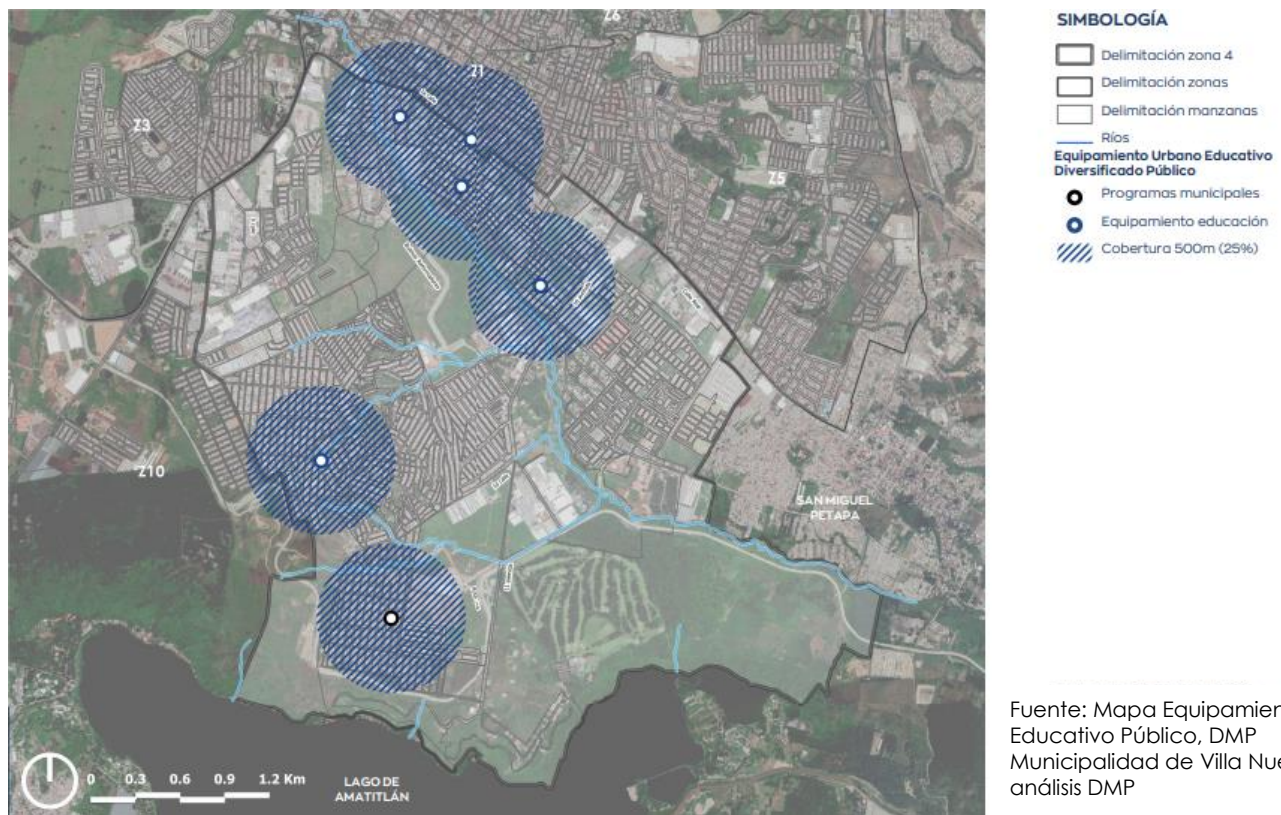 SIMBOLOGÍA
Delimitación zona 4
Delimitación zonas
Delimitación manzanas
Ríos
Equipamiento Urbano Educativo
Diversificado Público
Programas municipales
Equipamiento educación
Cobertura 500m (25%)
Z6
Z1
Z3
Z5
Z10
SAN MIGUEL
PETAPA
0 0.3 0.6 0.9 1.2 Km
LAGO DE
AMATITLÁN
Fuente: Mapa Equipamien
Educativo Público, DMP
Municipalidad de Villa Nue
análisis DMP